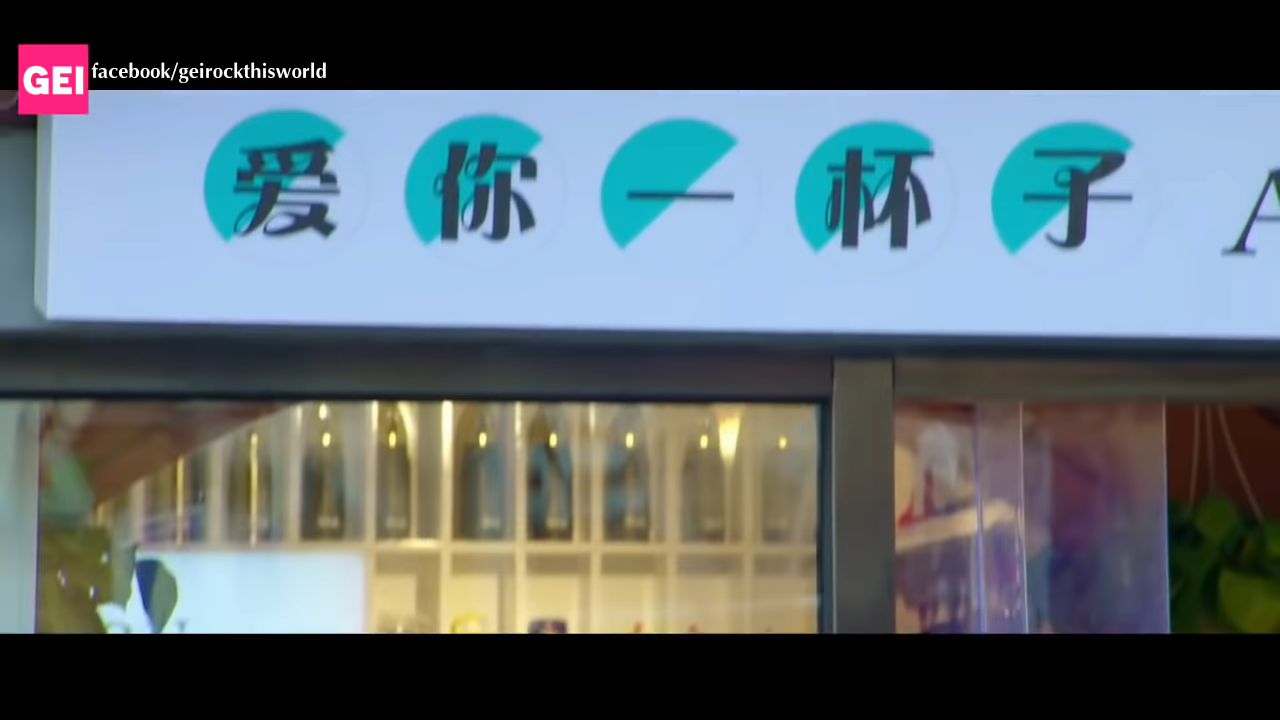 GEI
facebook/geirockthisworld
爱你一杯子 A